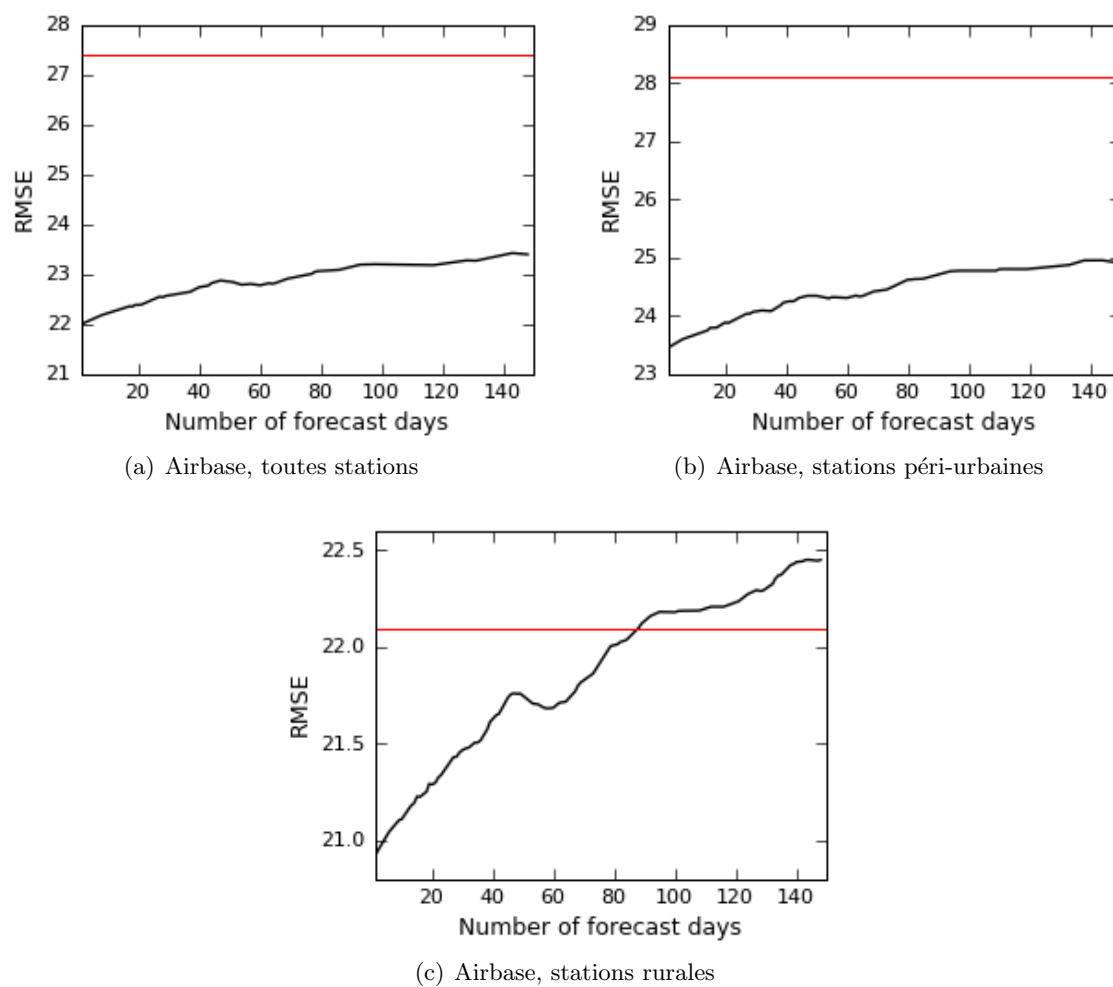 28
27
26
25
24
23
22
21
RMSE
20 40 60 80 100 120 140
Number of forecast days
(a) Airbase, toutes stations
29
28
27
26
25
24
23
RMSE
20 40 60 80 100 120 140
Number of forecast days
(b) Airbase, stations péri-urbaines
22.5
22.0
21.5
21.0
RMSE
20 40 60 80 100 120 140
Number of forecast days
(c) Airbase, stations rurales